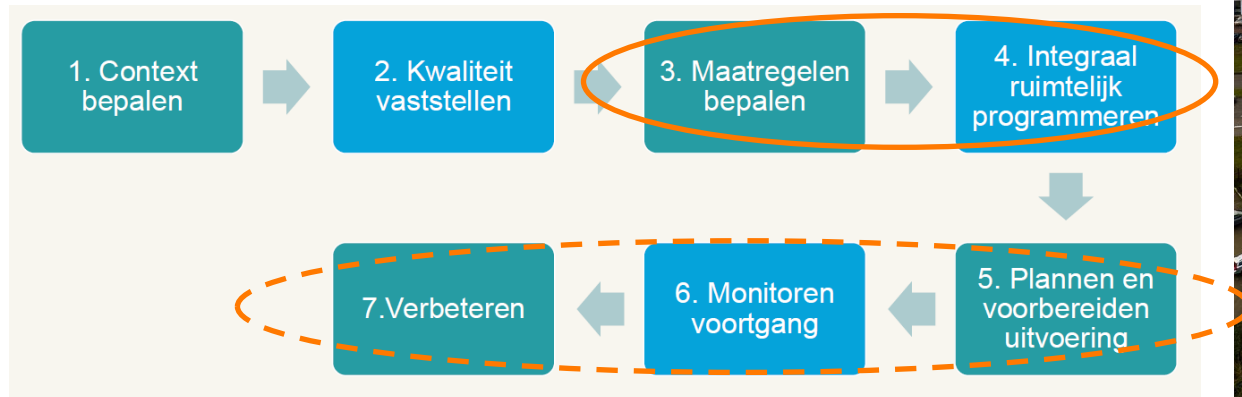 1. Context
bepalen
2. Kwaliteit
vaststellen
3. Maatregelen
bepalen
4. Integraal
ruimtelijk
programmeren
5. Plannen en
voorbereiden
uitvoering
6. Monitoren
voortgang
7.Verbeteren